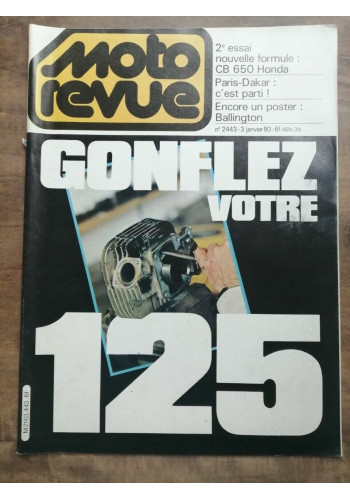 moto
revue
2e essai
nouvelle formule :
CB 650 Honda
Paris-Dakar :
c'est parti !
Encore un poster :
Ballington
n° 2443-3 janvier 80-6f
GONFLEZ
VOTRE
125